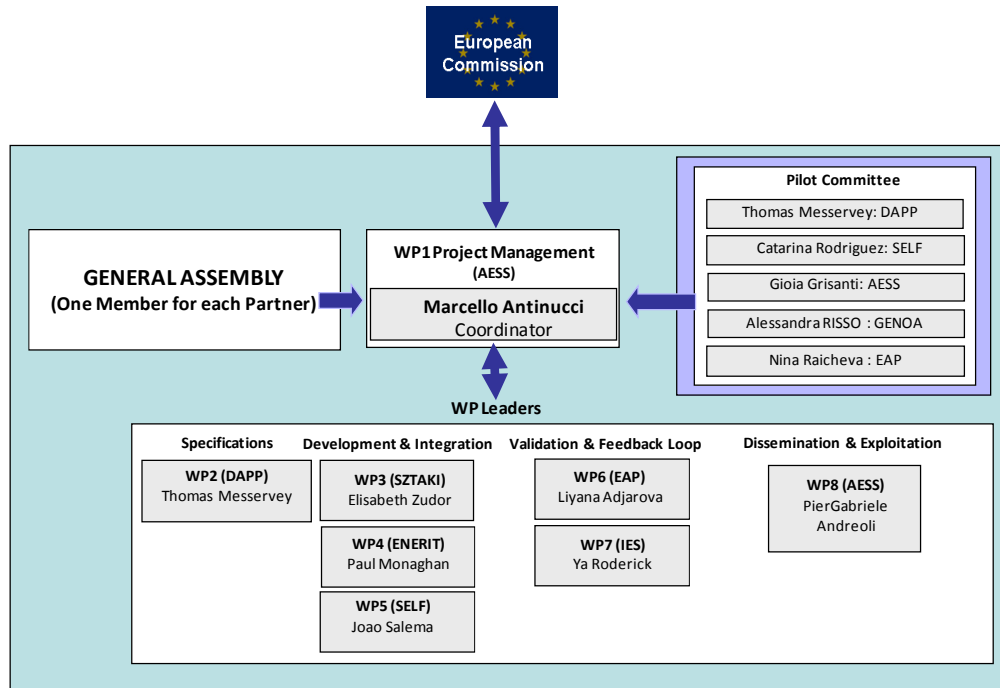 European
Commission
Pilot Committee
Thomas Messervey: DAPP
Catarina Rodriguez: SELF
Gioia Grisanti: AESS
Alessandra RISSO : GENOA
Nina Raicheva : EAP
GENERAL ASSEMBLY
(One Member for each Partner)
WP1 Project Management
(AESS)
Marcello Antinucci
Coordinator
WP Leaders
Specifications
WP2 (DAPP)
Thomas Messervey
Development & Integration
WP3 (SZTAKI)
Elisabeth Zudor
WP4 (ENERIT)
Paul Monaghan
WP5 (SELF)
Joao Salema
Validation & Feedback Loop
WP6 (EAP)
Liyana Adjarova
WP7 (IES)
Ya Roderick
Dissemination & Exploitation
WP8 (AESS)
PierGabriele
Andreoli